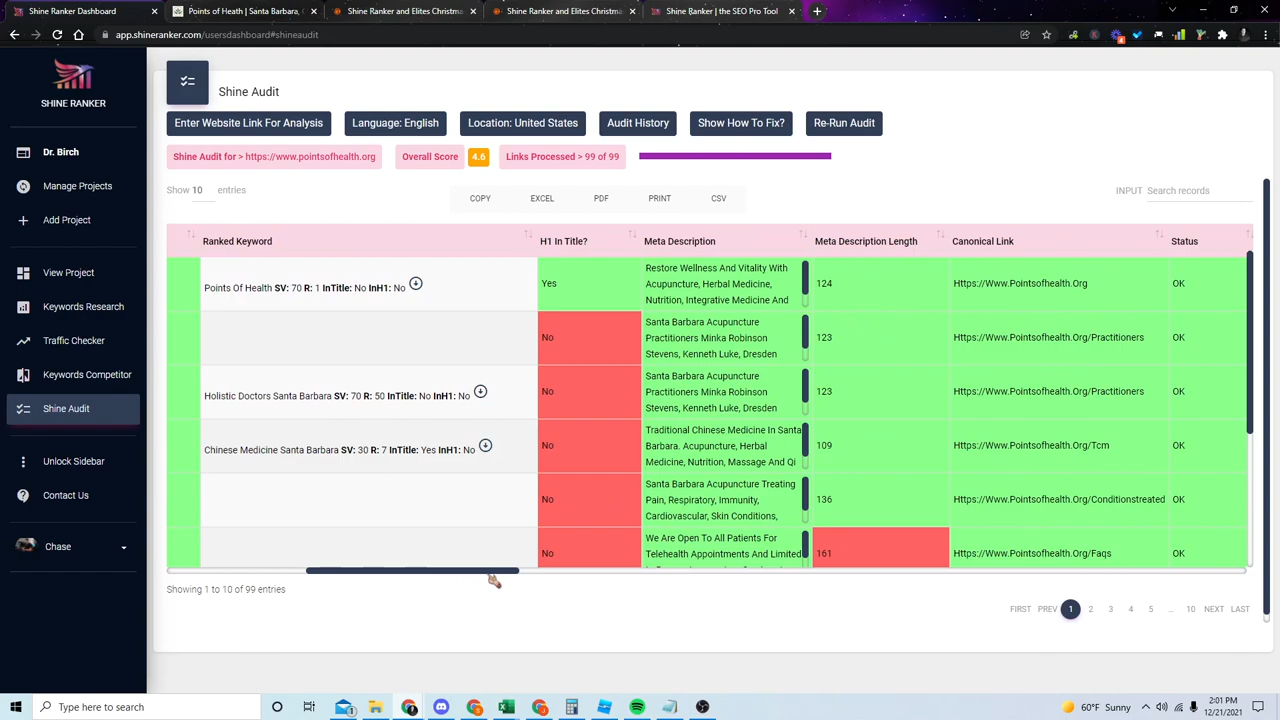 Shine Ranker | the Dashboard
Points of Health | Santa Barba
Shine Ranker and Elites Christma
Shine Ranker and Elites Christma
Shine Ranker | the SEO Pro Tool
app.shineranker.com/usersdashboard#shineaudit
SHINE RANKER
Dr. Birch
Manage Projects
Add Project
View Project
Keywords Research
Traffic Checker
Keywords Competitor
Shine Audit
Unlock Sidebar
Contact Us
Chase
Shine Audit
Enter Website Link For Analysis Language: English Location: United States Audit History Show How To Fix? Re-Run Audit
Shine Audit for > https://www.pointsofhealth.org Overall Score 4.6 Links Processed > 99 of 99
Show 10 entries COPY EXCEL PDF PRINT CSV INPUT Search records
Ranked Keyword H1 In Title? Meta Description Meta Description Length Canonical Link Status
Points Of Health SV: 70 R: 1 InTitle: No InH1: No Yes
Restore Wellness And Vitality With
Acupuncture, Herbal Medicine,
Nutrition, Integrative Medicine And
124 Https://Www.Pointsofhealth.Org OK
No
Santa Barbara Acupuncture
Practitioners Minka Robinson
Stevens, Kenneth Luke, Dresden
123 Https://Www.Pointsofhealth.Org/Practitioners OK
Holistic Doctors Santa Barbara SV: 70 R: 50 InTitle: No InH1: No No
Santa Barbara Acupuncture
Practitioners Minka Robinson
Stevens, Kenneth Luke, Dresden
123 Https://Www.Pointsofhealth.Org/Practitioners OK
Chinese Medicine Santa Barbara SV: 30 R: 7 InTitle: Yes InH1: No No
Traditional Chinese Medicine In Santa
Barbara. Acupuncture, Herbal
Medicine, Nutrition, Massage And Qi
109 Https://Www.Pointsofhealth.Org/Tcm OK
No
Santa Barbara Acupuncture Treating
Pain, Respiratory, Immunity,
Cardiovascular, Skin Conditions,
136 Https://Www.Pointsofhealth.Org/Conditionstreated OK
No
We Are Open To All Patients For
Telehealth Appointments And Limited
161 Https://Www.Pointsofhealth.Org/Faqs OK
Showing 1 to 10 of 99 entries
FIRST PREV 1 2 3 4 5 ... 10 NEXT LAST
Type here to search
60°F Sunny
2:01 PM
12/21/2021